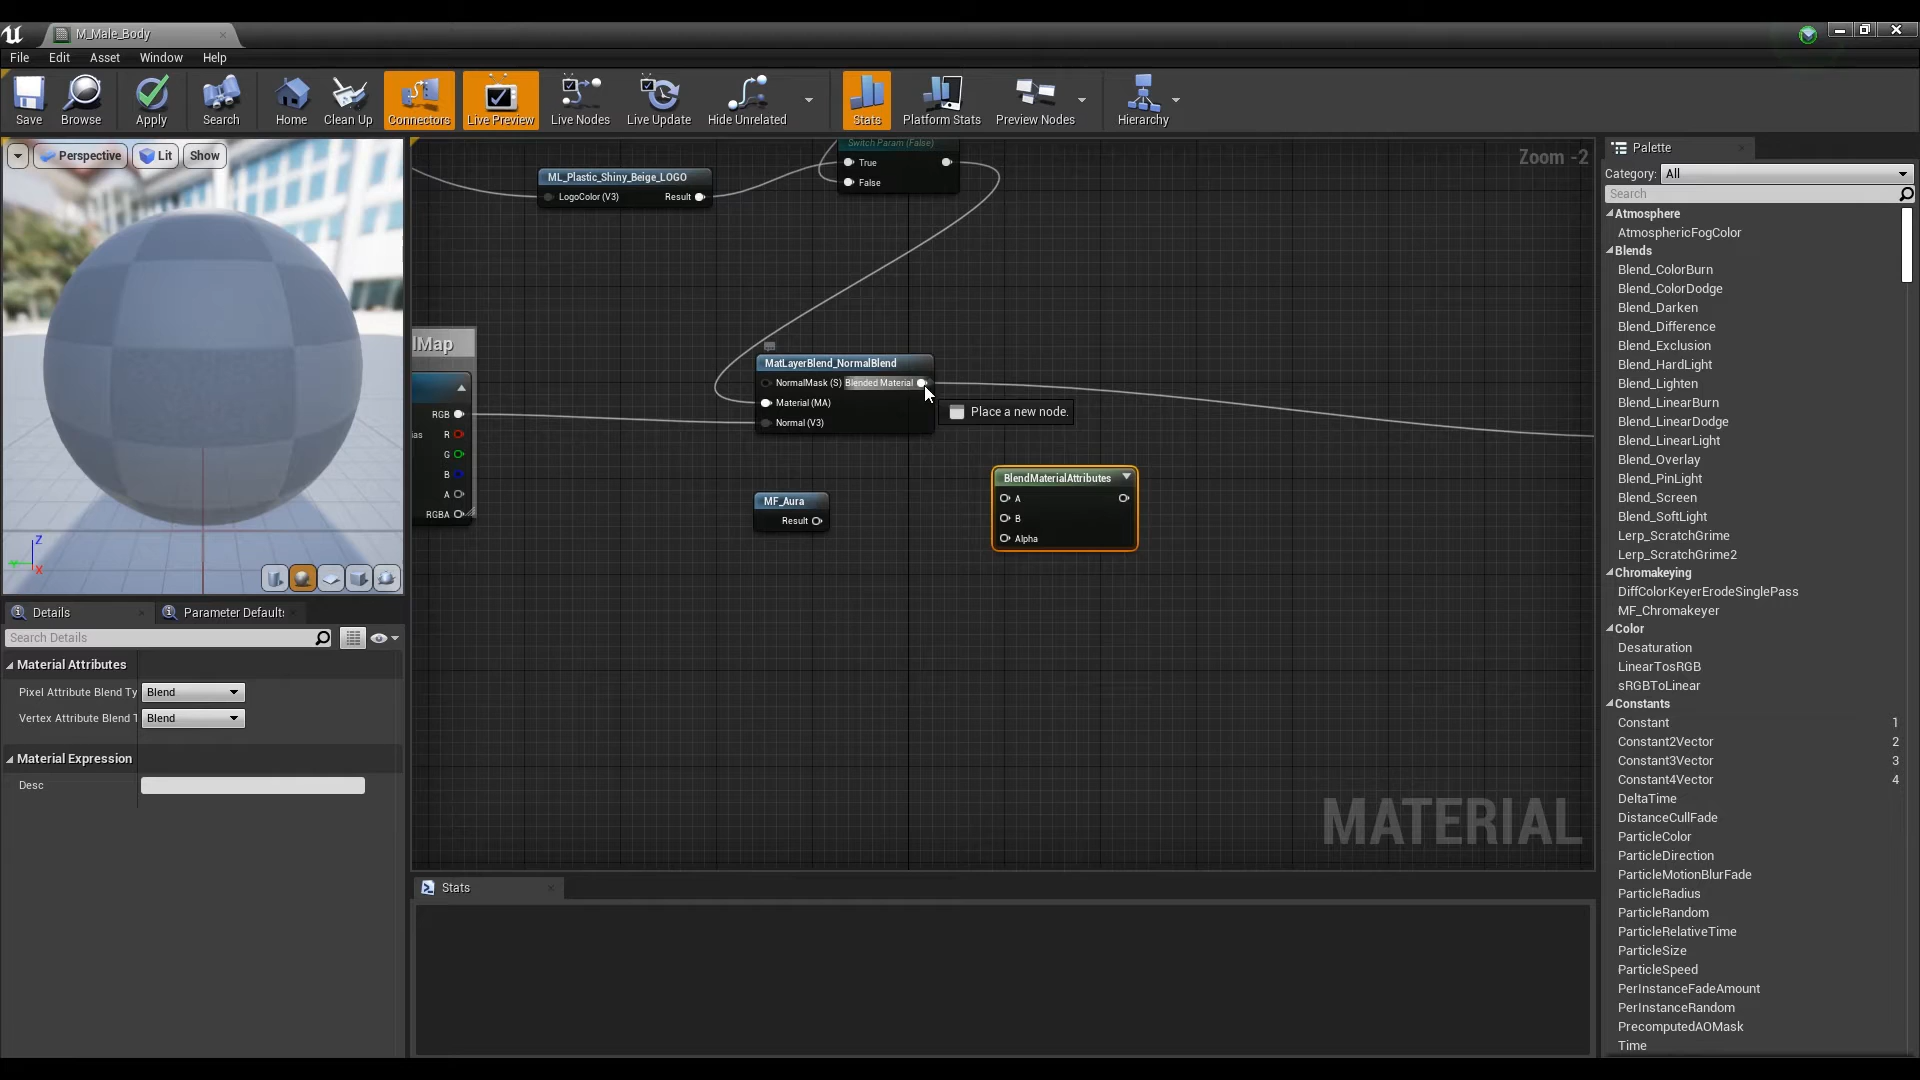 M_Male_Body
File Edit Asset Window Help
Save Browse Apply Search Home Clean Up Connectors Live Preview Live Nodes Live Update Hide Unrelated Stats Platform Stats Preview Nodes Hierarchy
Perspective Lit Show
Z
Y
X
Details Parameter Default
Search Details
Material Attributes
Pixel Attribute Blend Ty Blend
Vertex Attribute Blend T Blend
Material Expression
Desc
Zoom -2
Switch Param (False)
True
False
ML_Plastic_Shiny_Beige_LOGO
LogoColor (V3) Result
lMap
RGB
ias R
G
B
A
RGBA
MatLayerBlend_NormalBlend
NormalMask (S) Blended Material
Material (MA)
Normal (V3)
Place a new node.
MF_Aura
Result
BlendMaterialAttributes
A
B
Alpha
MATERIAL
Stats
Palette
Category: All
Search
Atmosphere
AtmosphericFogColor
Blends
Blend_ColorBurn
Blend_ColorDodge
Blend_Darken
Blend_Difference
Blend_Exclusion
Blend_HardLight
Blend_Lighten
Blend_LinearBurn
Blend_LinearDodge
Blend_LinearLight
Blend_Overlay
Blend_PinLight
Blend_Screen
Blend_SoftLight
Lerp_ScratchGrime
Lerp_ScratchGrime2
Chromakeying
DiffColorKeyerErodeSinglePass
MF_Chromakeyer
Color
Desaturation
LinearTosRGB
sRGBToLinear
Constants
Constant 1
Constant2Vector 2
Constant3Vector 3
Constant4Vector 4
DeltaTime
DistanceCullFade
ParticleColor
ParticleDirection
ParticleMotionBlurFade
ParticleRadius
ParticleRandom
ParticleRelativeTime
ParticleSize
ParticleSpeed
PerInstanceFadeAmount
PerInstanceRandom
PrecomputedAOMask
Time